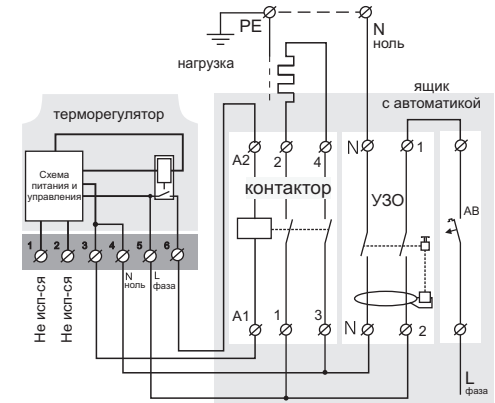 PE
N
ноль
нагрузка
ящик
с автоматикой
терморегулятор
Схема
питания и
управления
A2
2
4
N
1
контактор
УЗО
АВ
1
2
3
4
5
6
Не исп-ся
Не исп-ся
N
ноль
L
фаза
A1
1
3
N
2
L
фаза